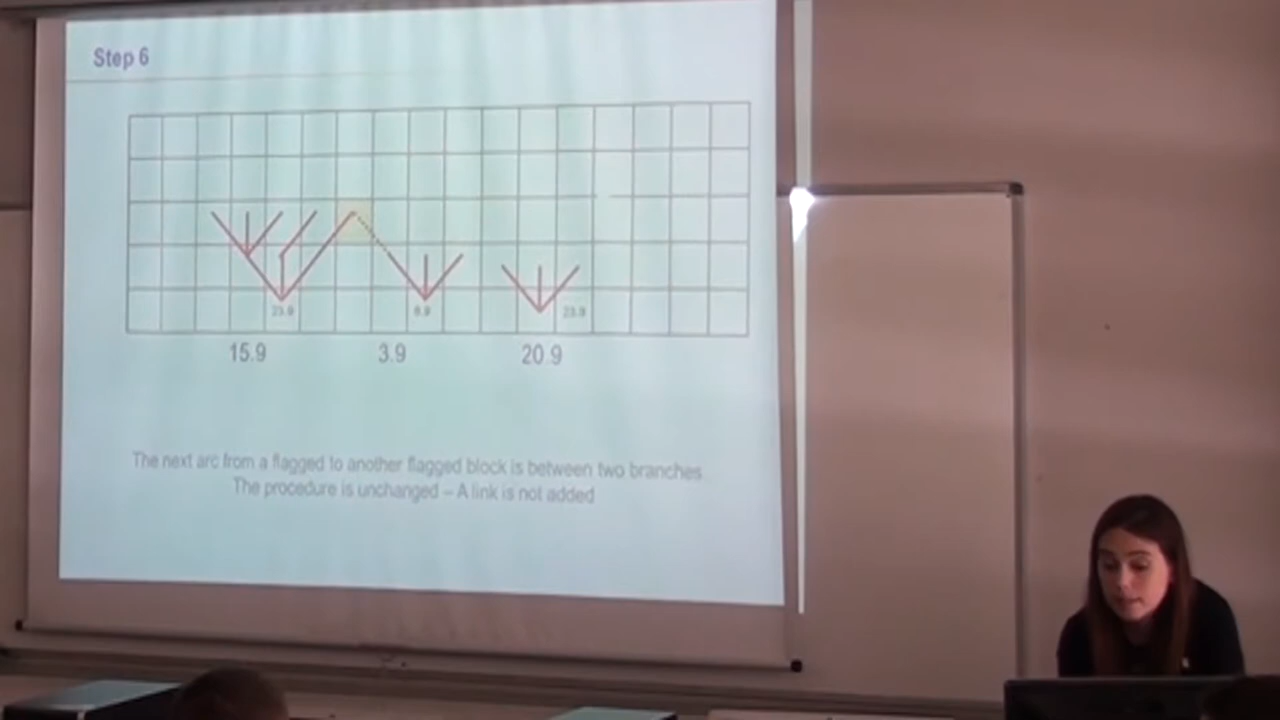 Step 6
23.9 6.9 23.9
15.9 3.9 20.9
The next arc from a flagged to another flagged block is between two branches
The procedure is unchanged – A link is not added